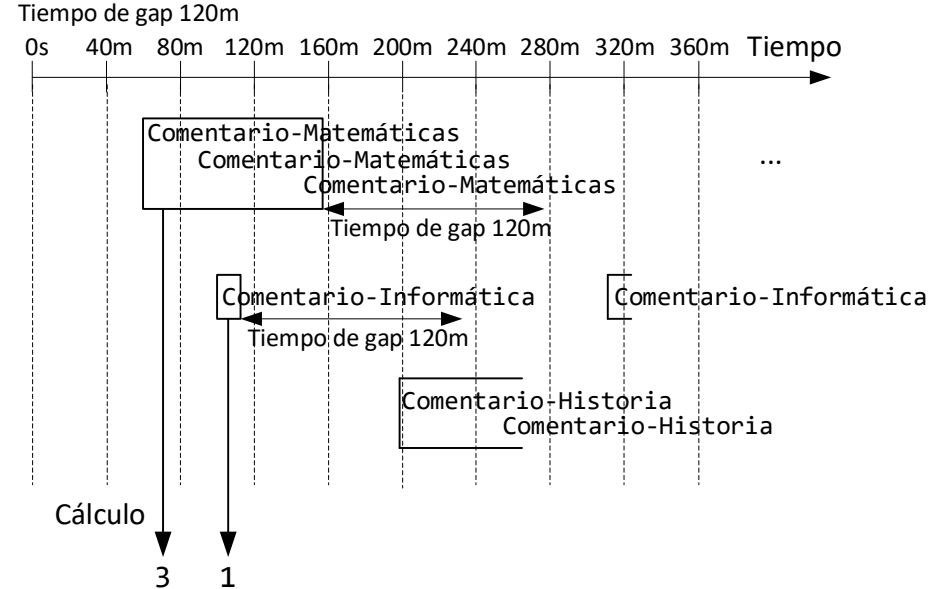 Tiempo de gap 120m
0s 40m 80m 120m 160m 200m 240m 280m 320m 360m Tiempo
Comentario-Matemáticas
Comentario-Matemáticas
...
Comentario-Matemáticas
Tiempo de gap 120m
Comentario-Informática
Comentario-Informática
Tiempo de gap 120m
Comentario-Historia
Comentario-Historia
Cálculo
3 1